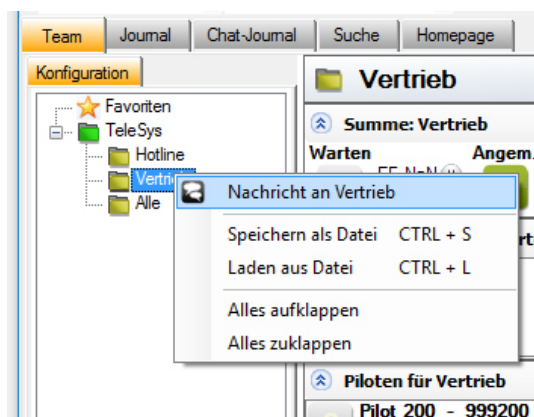 Team Journal Chat-Journal Suche Homepage
Konfiguration
Vertrieb
Favoriten
TeleSys
Summe: Vertrieb
Hotline
Warten Angem.
Alle
Nachricht an Vertrieb
Speichern als Datei CTRL + S
Laden aus Datei CTRL + L
Alles aufklappen
Alles zuklappen
Piloten für Vertrieb
Pilot 200 - 999200